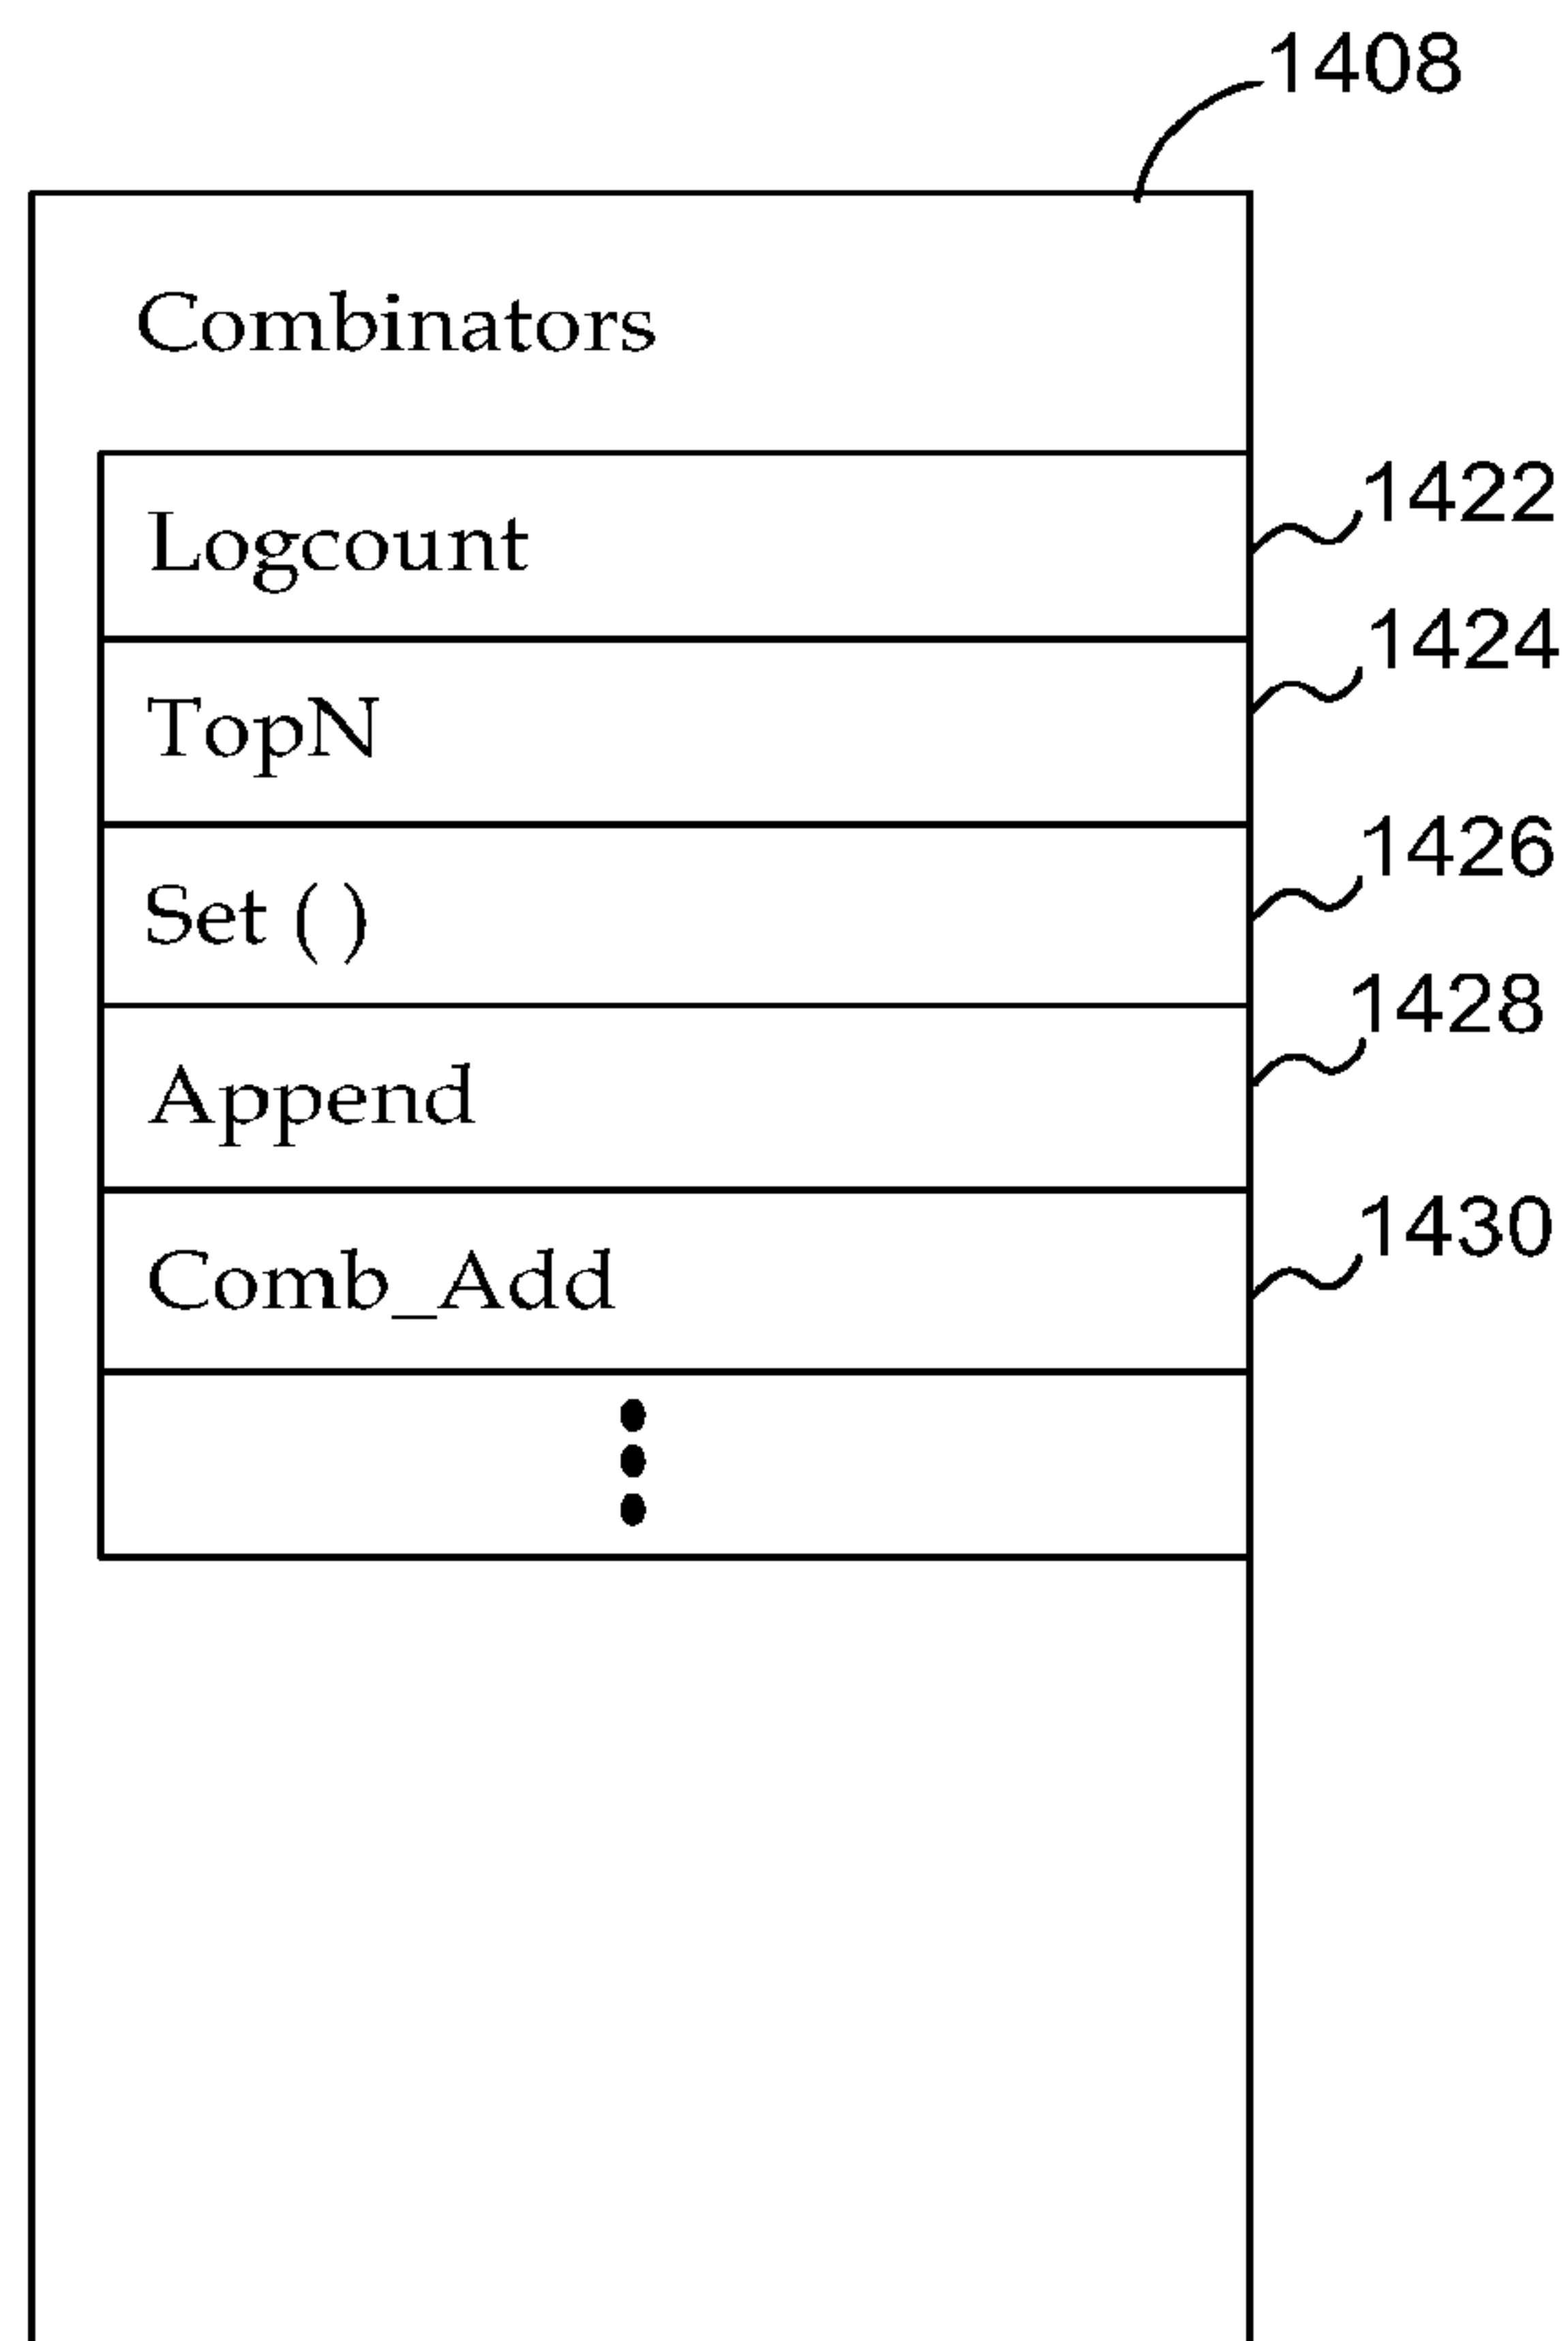 1408
Combinators
Logcount
1422
TopN
1424
Set ( )
1426
Append
1428
Comb_Add
1430